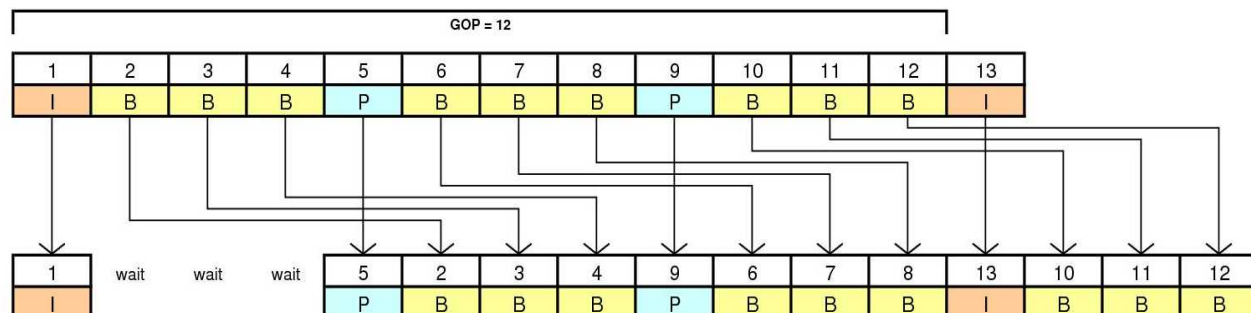 GOP = 12
1 2 3 4 5 6 7 8 9 10 11 12 13
I B B B P B B B P B B B I
1 wait wait wait 5 2 3 4 9 6 7 8 13 10 11 12
I P B B B P B B B I B B B